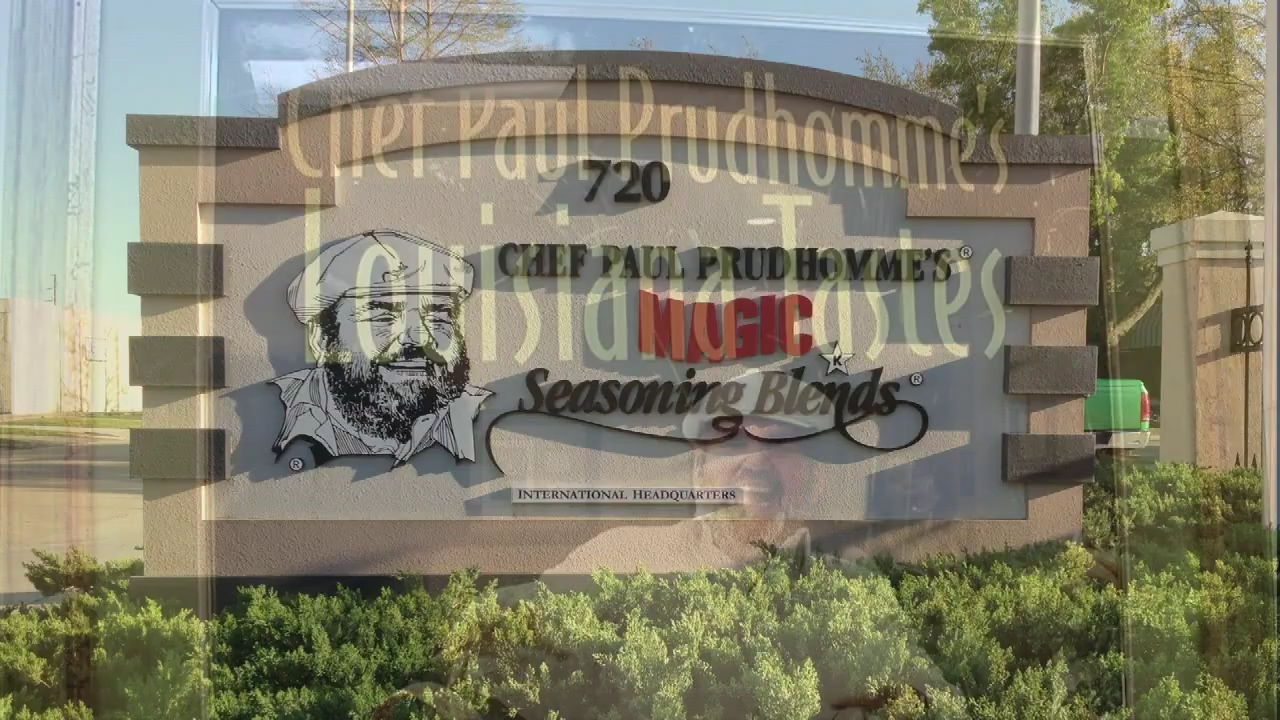 Chef Paul Prudhomme's
Louisiana Tastes
720
CHEF PAUL PRUDHOMME'S®
MAGIC
K
Seasoning Blends®
®
INTERNATIONAL HEADQUARTERS